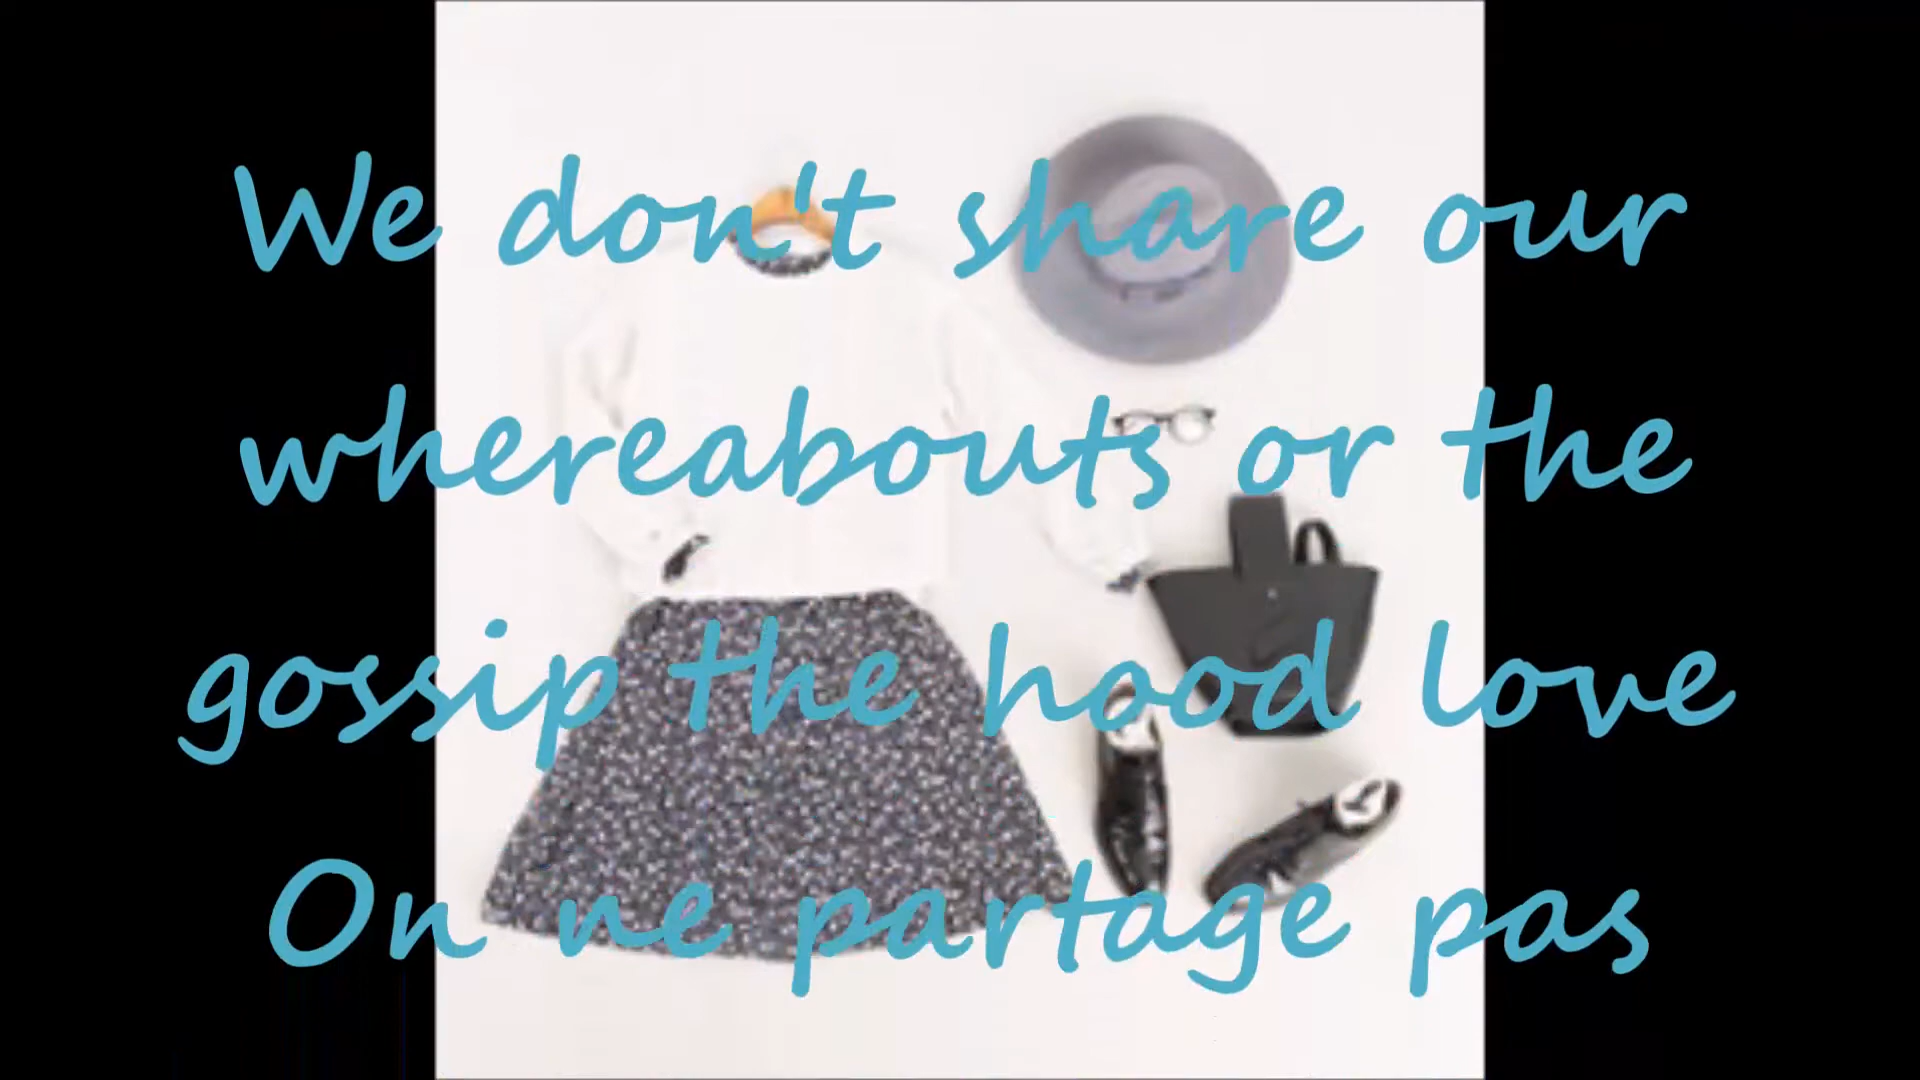 We don't share our
whereabouts or the
gossip the hood love
On ne partage pas